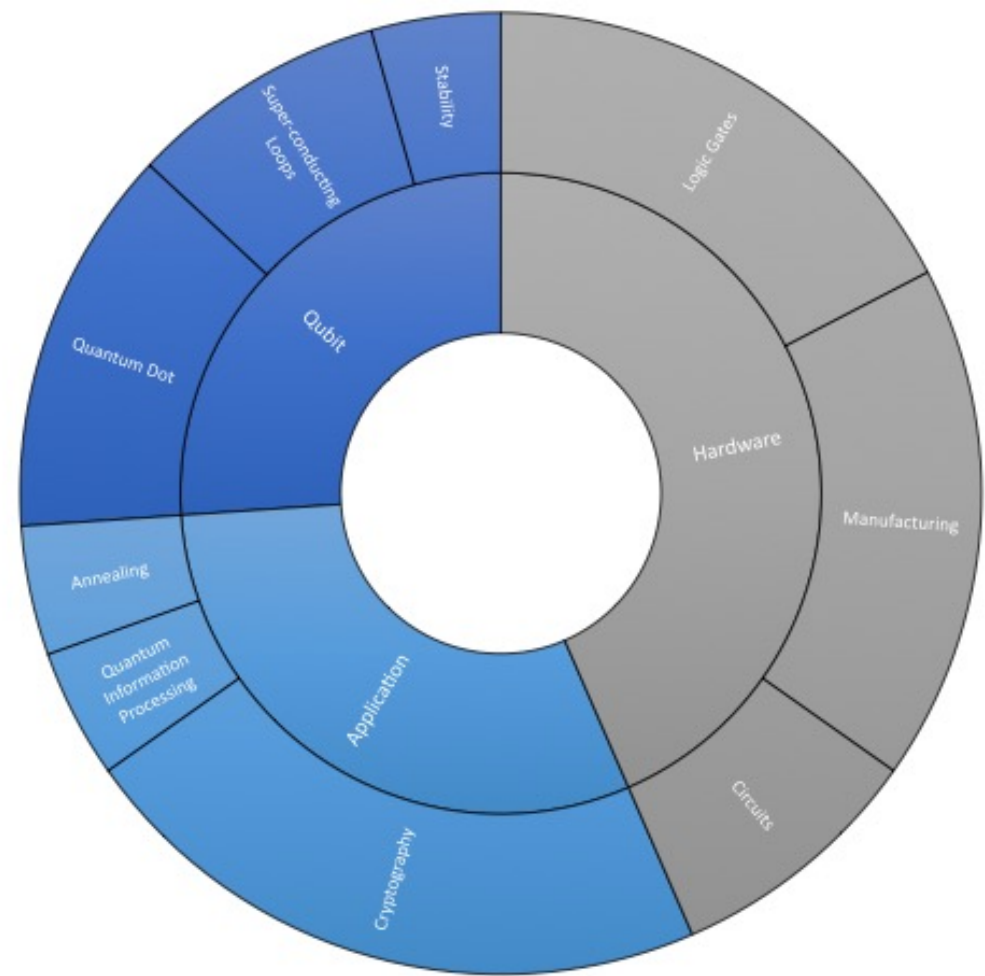 Stability
Super-conducting
Loops
Logic Gates
Qubit
Quantum Dot
Hardware
Manufacturing
Annealing
Quantum
Information
Processing
Application
Circuits
Cryptography